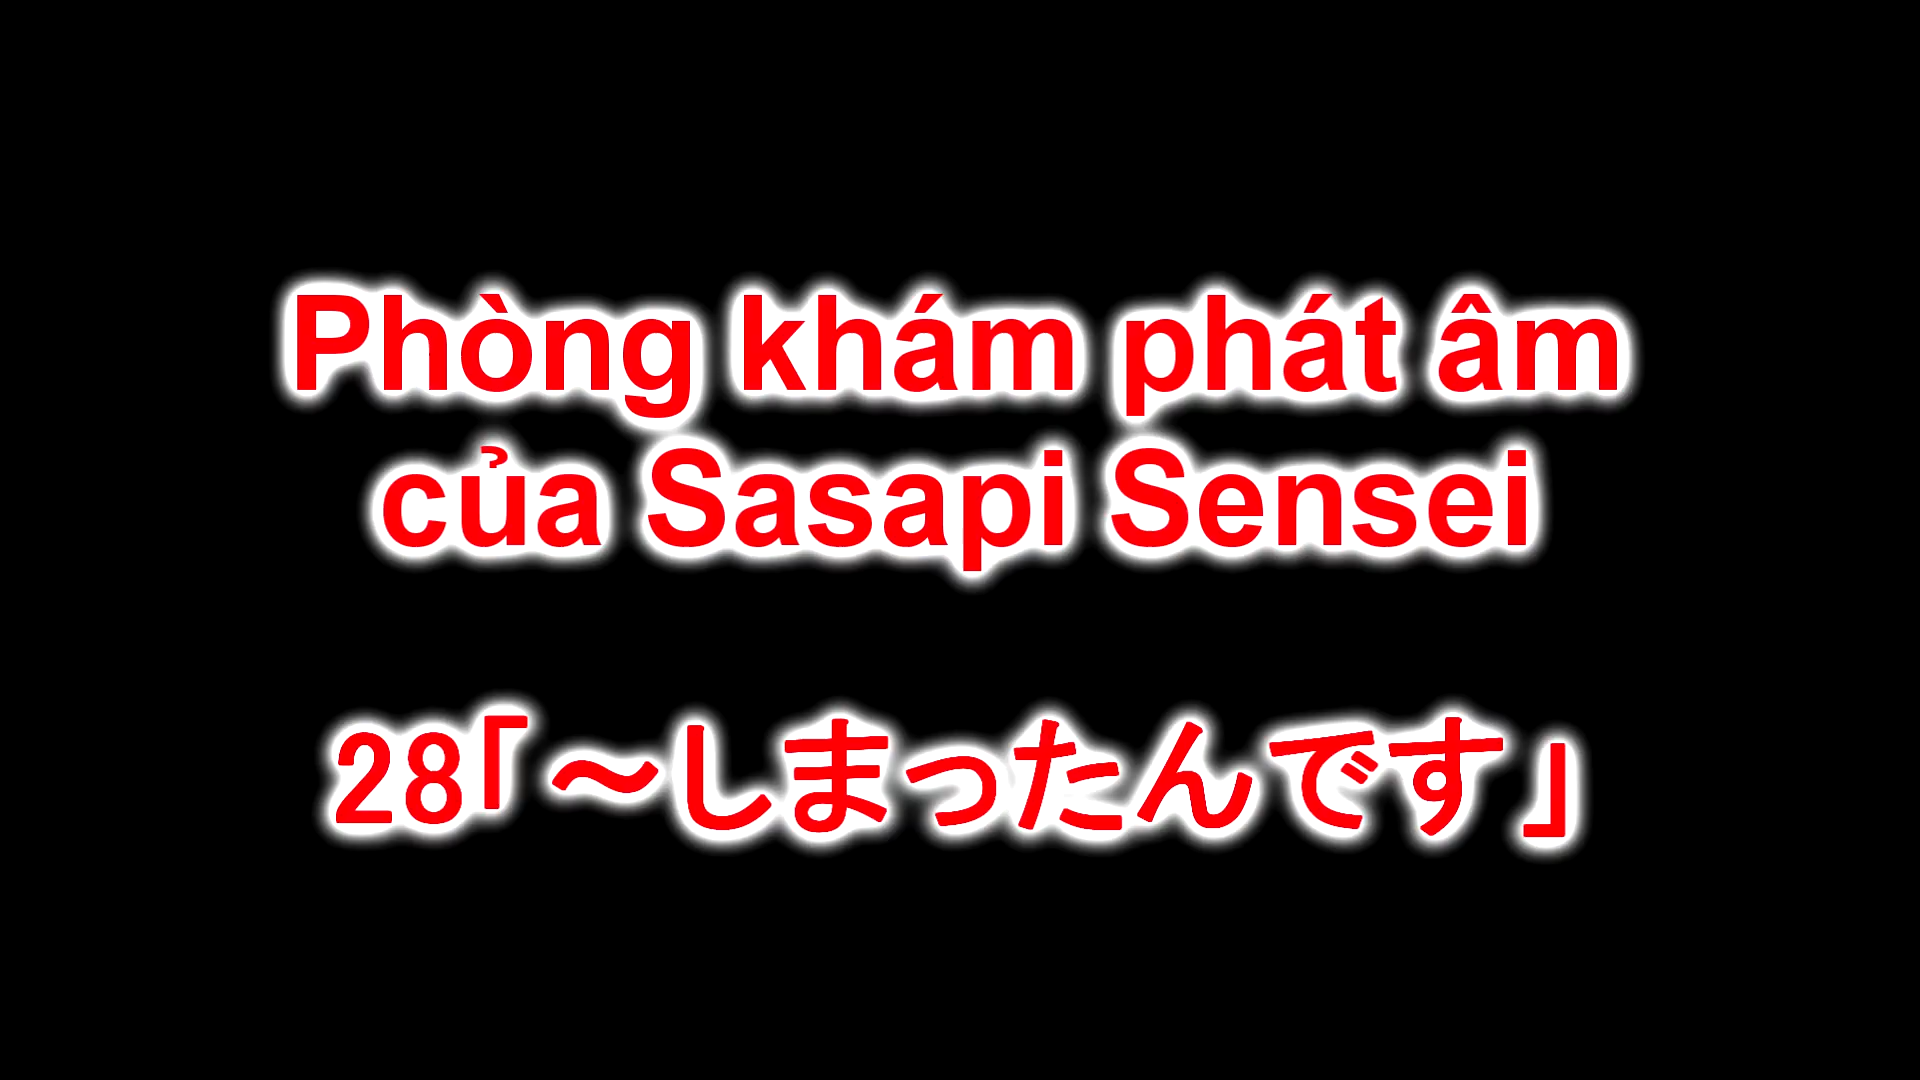 Phòng khám phát âm
của Sasapi Sensei
28「～しまったんです」